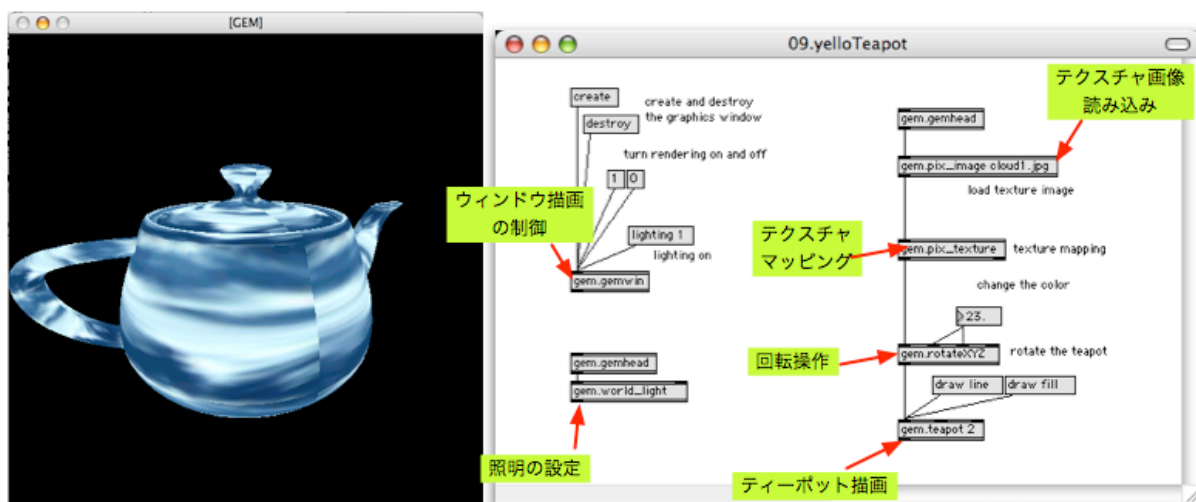 [GEM]
09.yelloTeapot
create
create and destroy
the graphics window
destroy
turn rendering on and off
1 0
ウィンドウ描画
の制御
lighting 1
lighting on
gem.gemwin
gem.gemhead
gem.world_light
照明の設定
テクスチャ画像
読み込み
gem.gemhead
gem.pix_image cloud1.jpg
load texture image
テクスチャ
マッピング
gem.pix_texture
texture mapping
change the color
23.
回転操作
gem.rotateXYZ
rotate the teapot
draw line
draw fill
gem.teapot 2
ティーポット描画